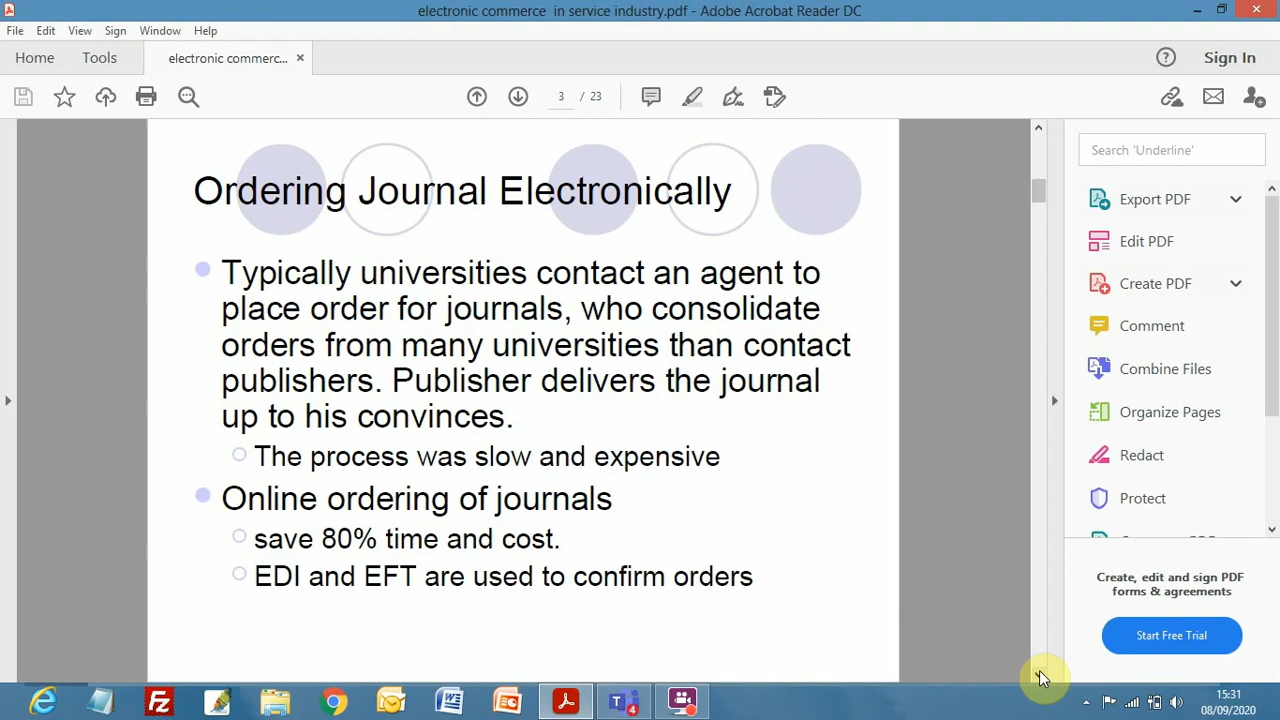 electronic commerce in service industry.pdf - Adobe Acrobat Reader DC
File Edit View Sign Window Help
Home Tools electronic commerc... ×
Sign In
3 / 23
Search 'Underline'
Ordering Journal Electronically
Typically universities contact an agent to
place order for journals, who consolidate
orders from many universities than contact
publishers. Publisher delivers the journal
up to his convinces.
The process was slow and expensive
Online ordering of journals
save 80% time and cost.
EDI and EFT are used to confirm orders
Export PDF
Edit PDF
Create PDF
Comment
Combine Files
Organize Pages
Redact
Protect
Create, edit and sign PDF
forms & agreements
Start Free Trial
4
15:31
08/09/2020